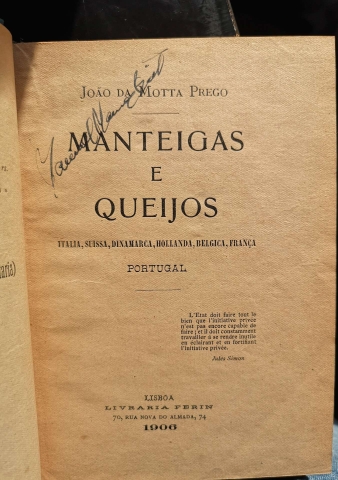 JOÃO DA MOTTA PREGO
MANTEIGAS
E
QUEIJOS
ITALIA, SUISSA, DINAMARCA, HOLLANDA, BELGICA, FRANÇA
PORTUGAL
L'Etat doit faire tout le
bien que l'initiative privee
n'est pas encore capable de
faire; et il doit constamment
travailler a se rendre inutile
en eclairant et en fortifiant
l'initiative privée.
Jules Simon
LISBOA
LIVRARIA FERIN
70, RUA NOVA DO ALMADA, 74
1906